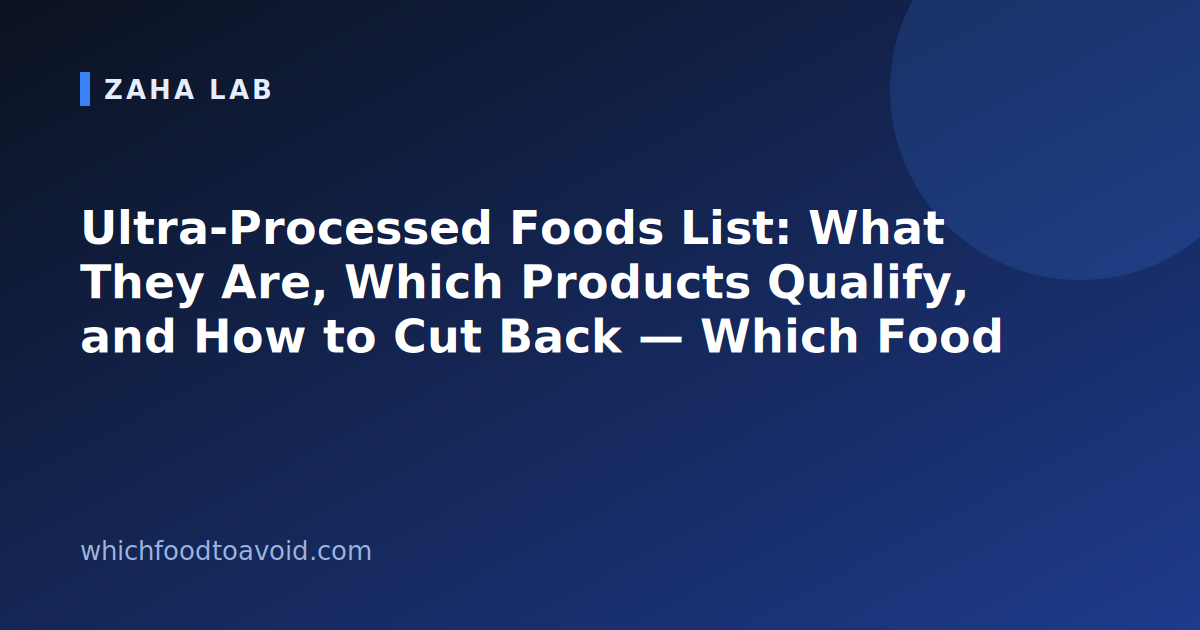 ZAHA LAB
Ultra-Processed Foods List: What
They Are, Which Products Qualify,
and How to Cut Back — Which Food
whichfoodtoavoid.com